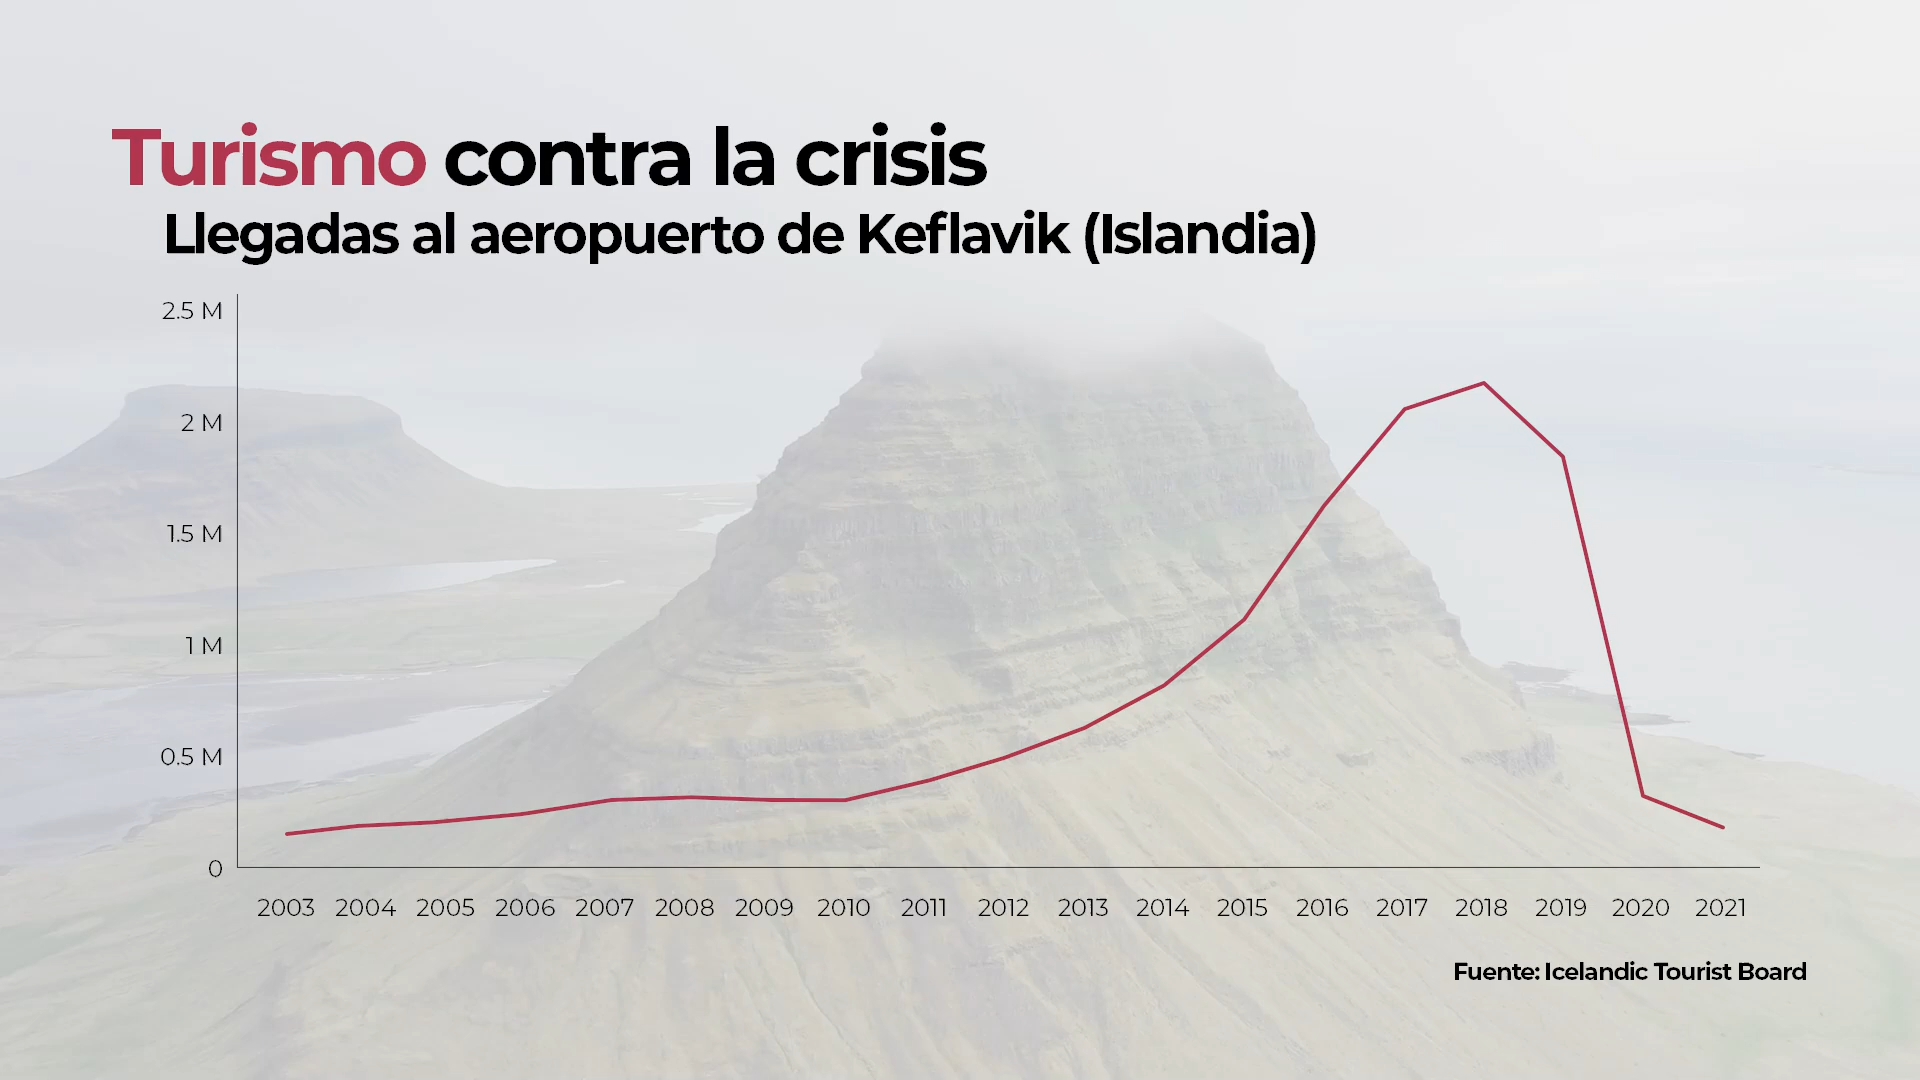 Turismo contra la crisis
Llegadas al aeropuerto de Keflavik (Islandia)
2.5 M
2 M
1.5 M
1 M
0.5 M
0
2003 2004 2005 2006 2007 2008 2009 2010 2011 2012 2013 2014 2015 2016 2017 2018 2019 2020 2021
Fuente: Icelandic Tourist Board